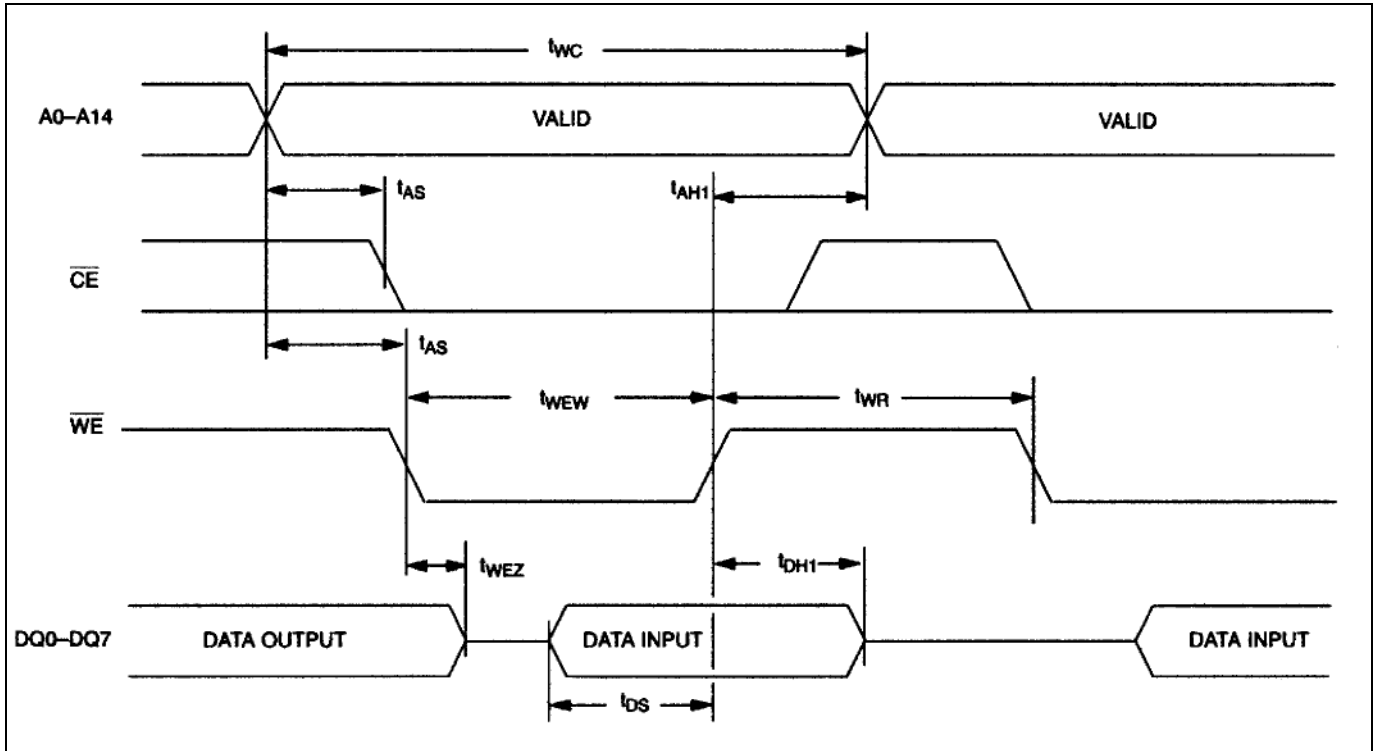 tWC
A0–A14
VALID
VALID
tAS
tAH1
CE
tAS
tWEW
tWR
WE
tWEZ
tDH1
DQ0–DQ7
DATA OUTPUT
DATA INPUT
DATA INPUT
tDS